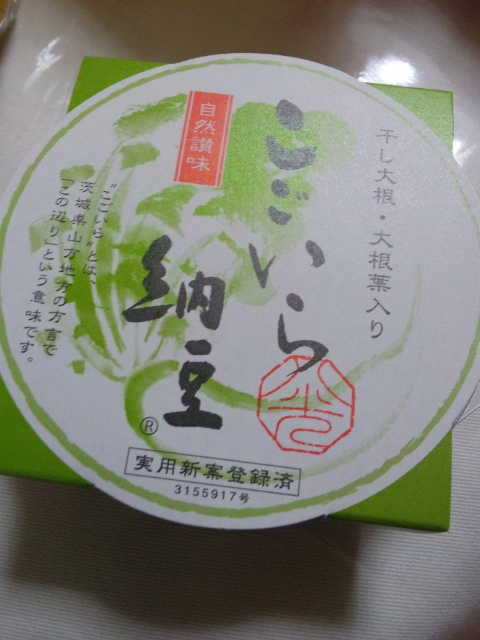 干し大根・大根葉入り
こごいら
納豆
®
自然讃味
"ここいら"とは、
茨城県山方地方の方言で
「この辺り」という意味です。
実用新案登録済
3155917号